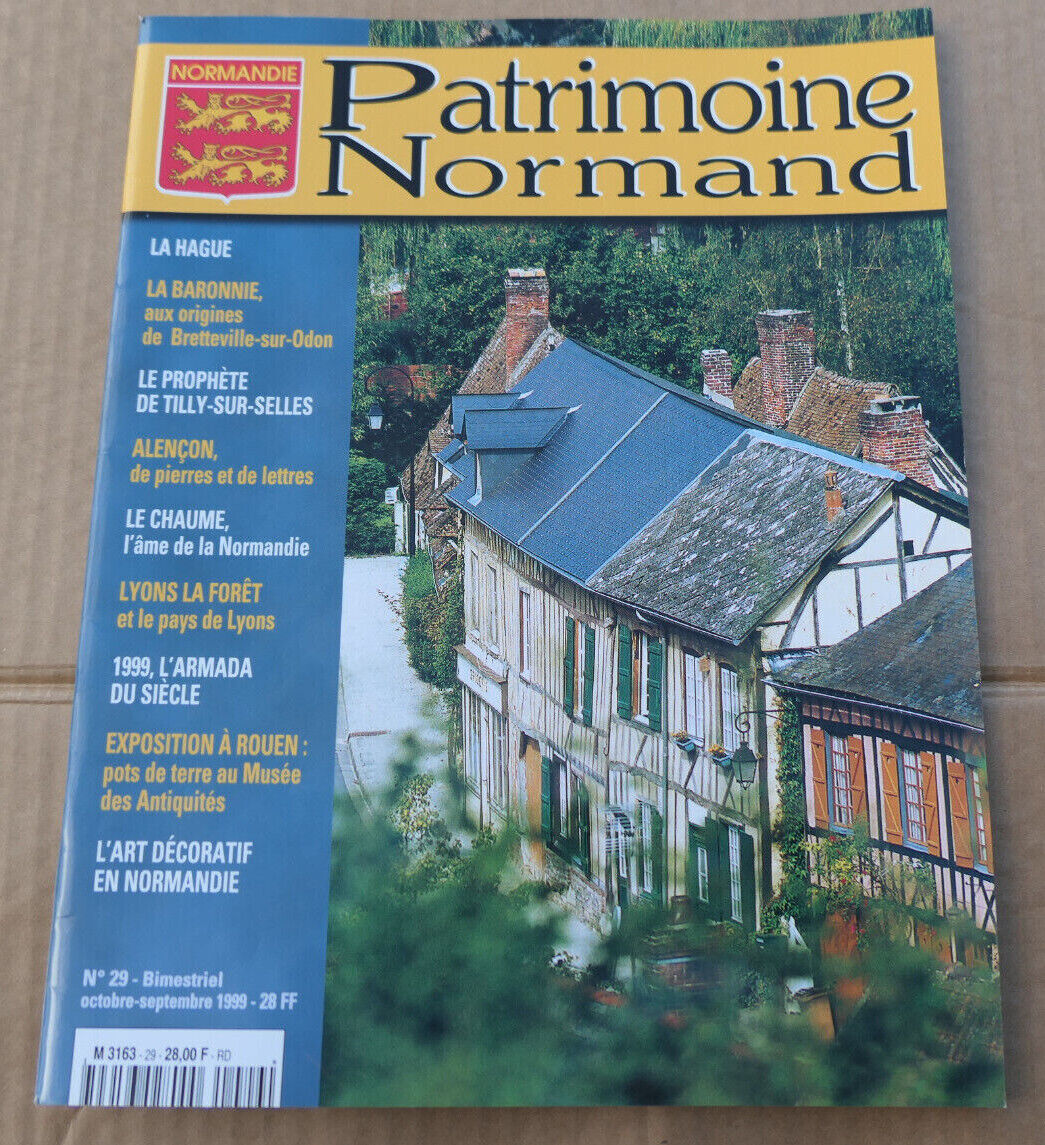 NORMANDIE
Patrimoine
Normand
LA HAGUE
LA BARONNIE,
aux origines
de Bretteville-sur-Odon
LE PROPHÈTE
DE TILLY-SUR-SELLES
ALENÇON,
de pierres et de lettres
LE CHAUME,
l'âme de la Normandie
LYONS LA FORÊT
et le pays de Lyons
1999, L'ARMADA
DU SIÈCLE
EXPOSITION À ROUEN :
pots de terre au Musée
des Antiquités
L'ART DÉCORATIF
EN NORMANDIE
N° 29 - Bimestriel
octobre-septembre 1999 - 28 FF
M 3163 - 29 - 28,00 F - RD